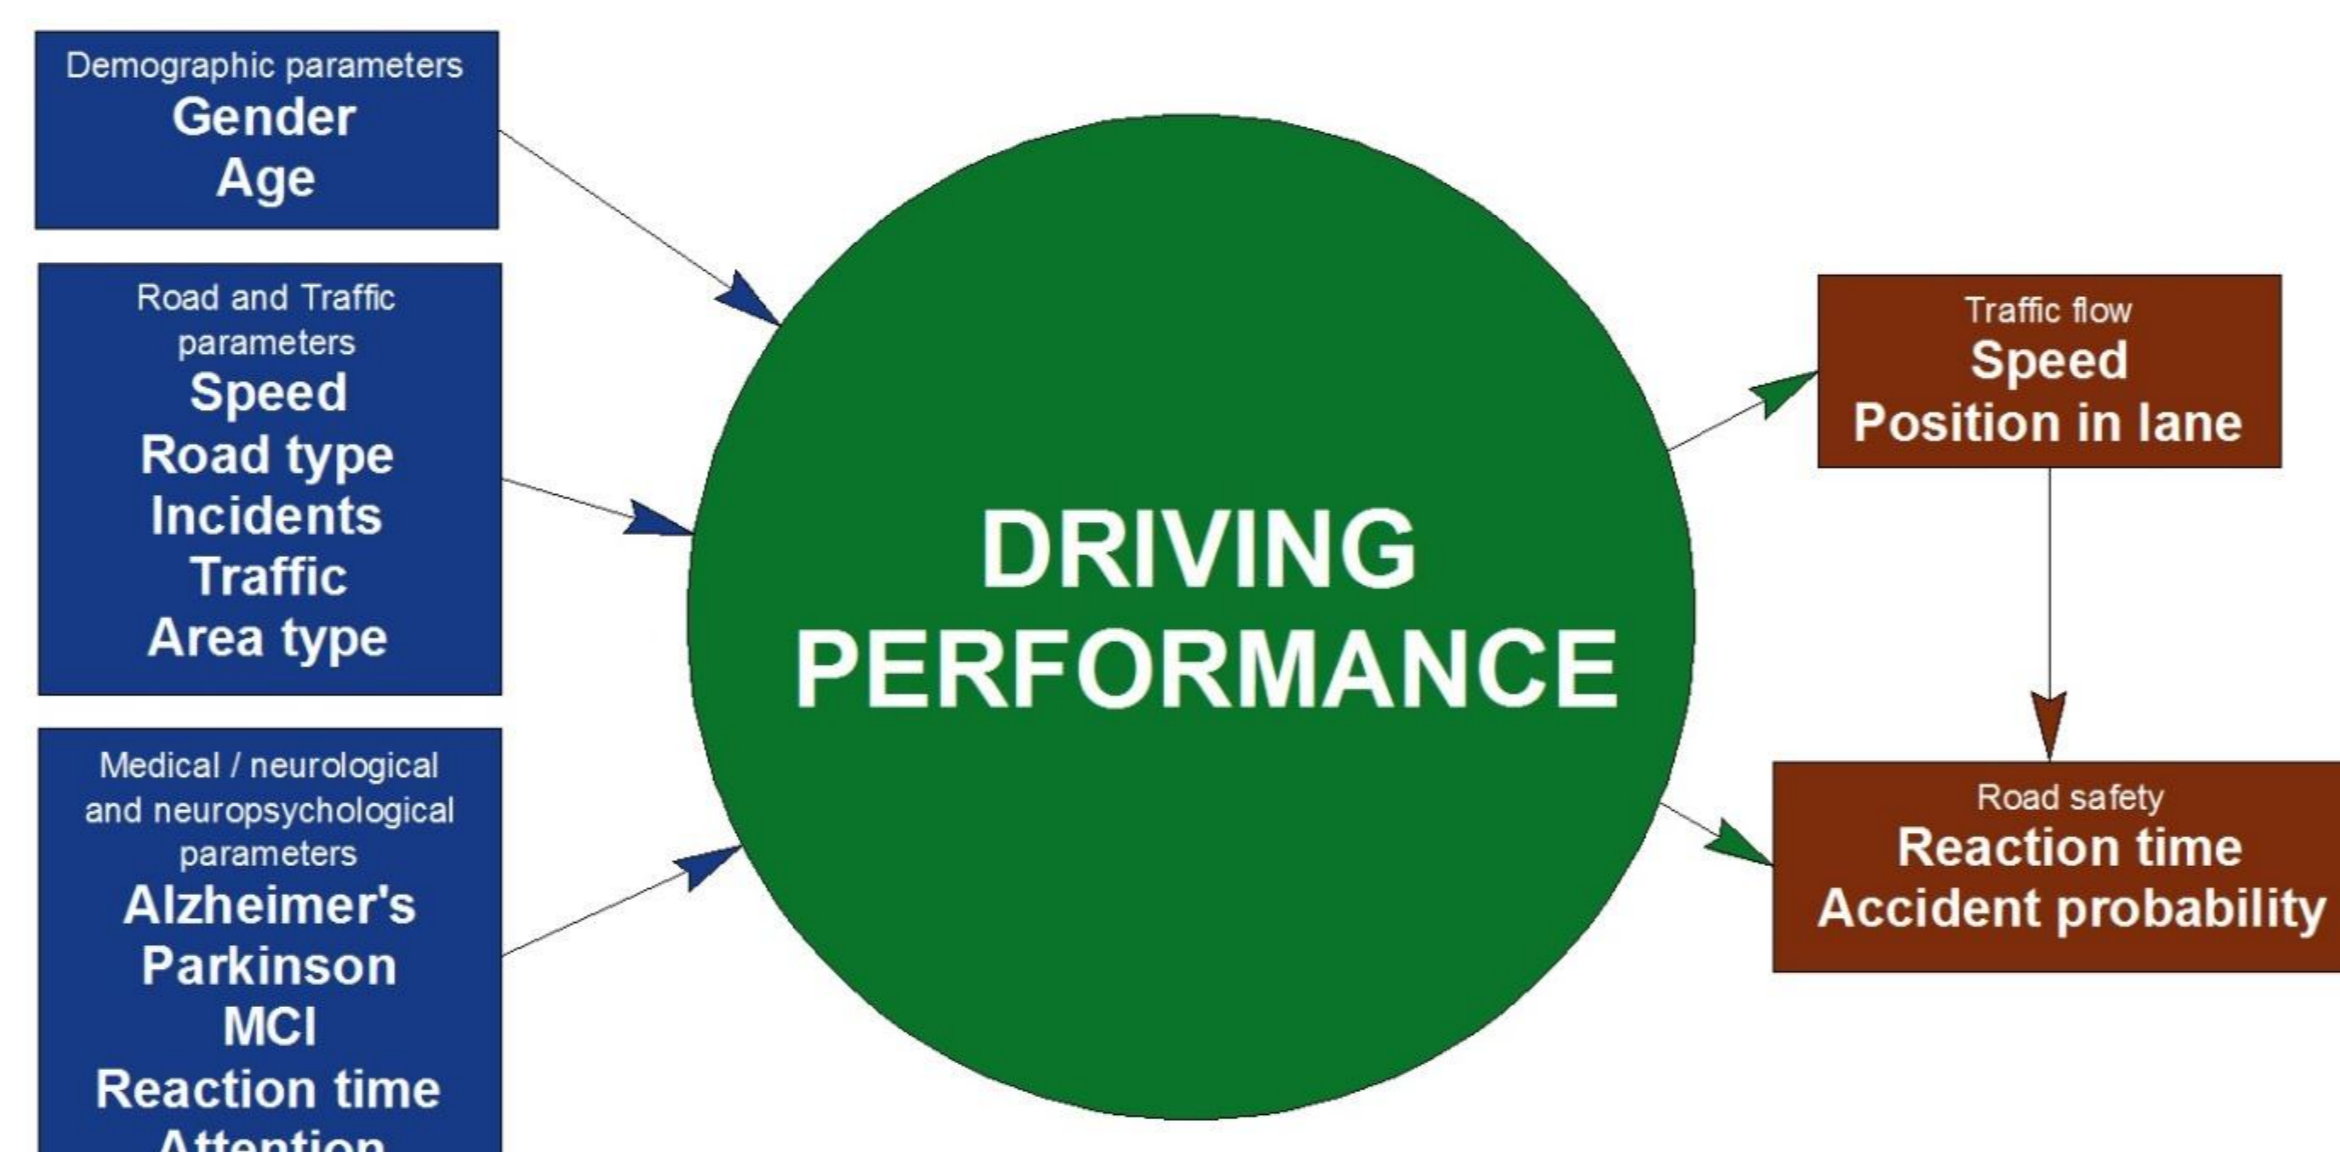 Demographic parameters
Gender
Age
Road and Traffic
parameters
Speed
Road type
Incidents
Traffic
Area type
Medical / neurological
and neuropsychological
parameters
Alzheimer's
Parkinson
MCI
Reaction time
Attention
DRIVING
PERFORMANCE
Traffic flow
Speed
Position in lane
Road safety
Reaction time
Accident probability